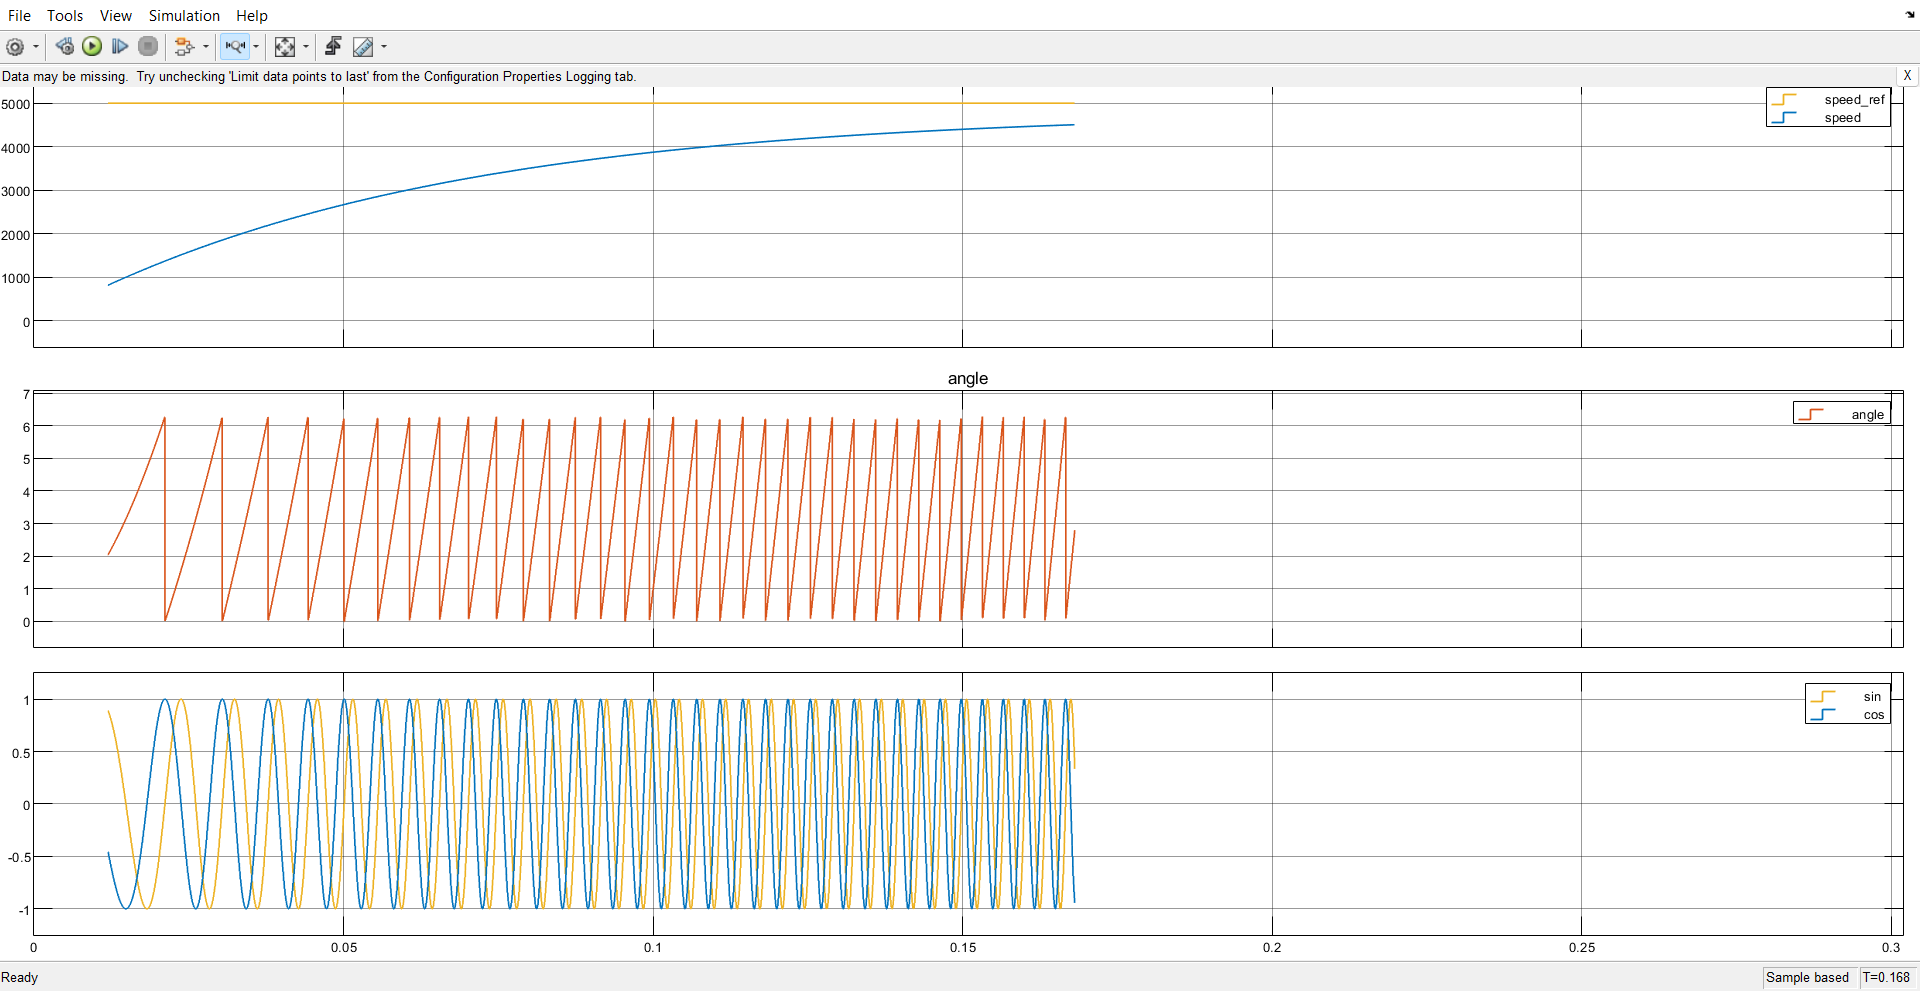 File Tools View Simulation Help
Data may be missing. Try unchecking 'Limit data points to last' from the Configuration Properties Logging tab.
X
5000
4000
3000
2000
1000
0
speed_ref
speed
angle
7
6
5
4
3
2
1
0
angle
1
0.5
0
-0.5
-1
sin
cos
0 0.05 0.1 0.15 0.2 0.25 0.3
Ready
Sample based T=0.168